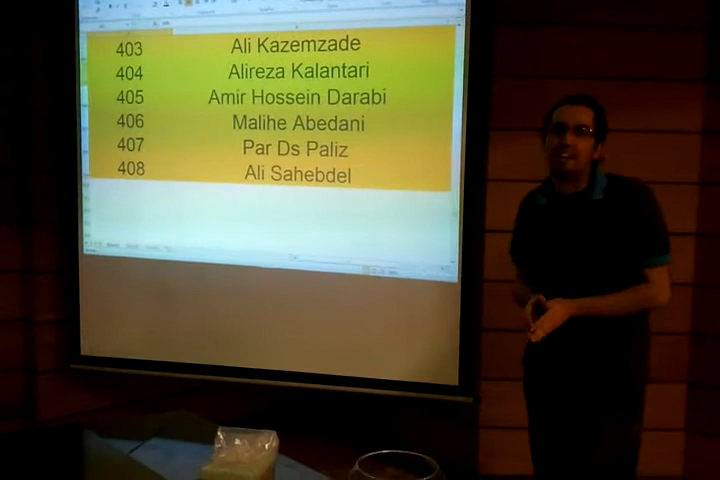 403 Ali Kazemzade
404 Alireza Kalantari
405 Amir Hossein Darabi
406 Malihe Abedani
407 Par Ds Paliz
408 Ali Sahebdel